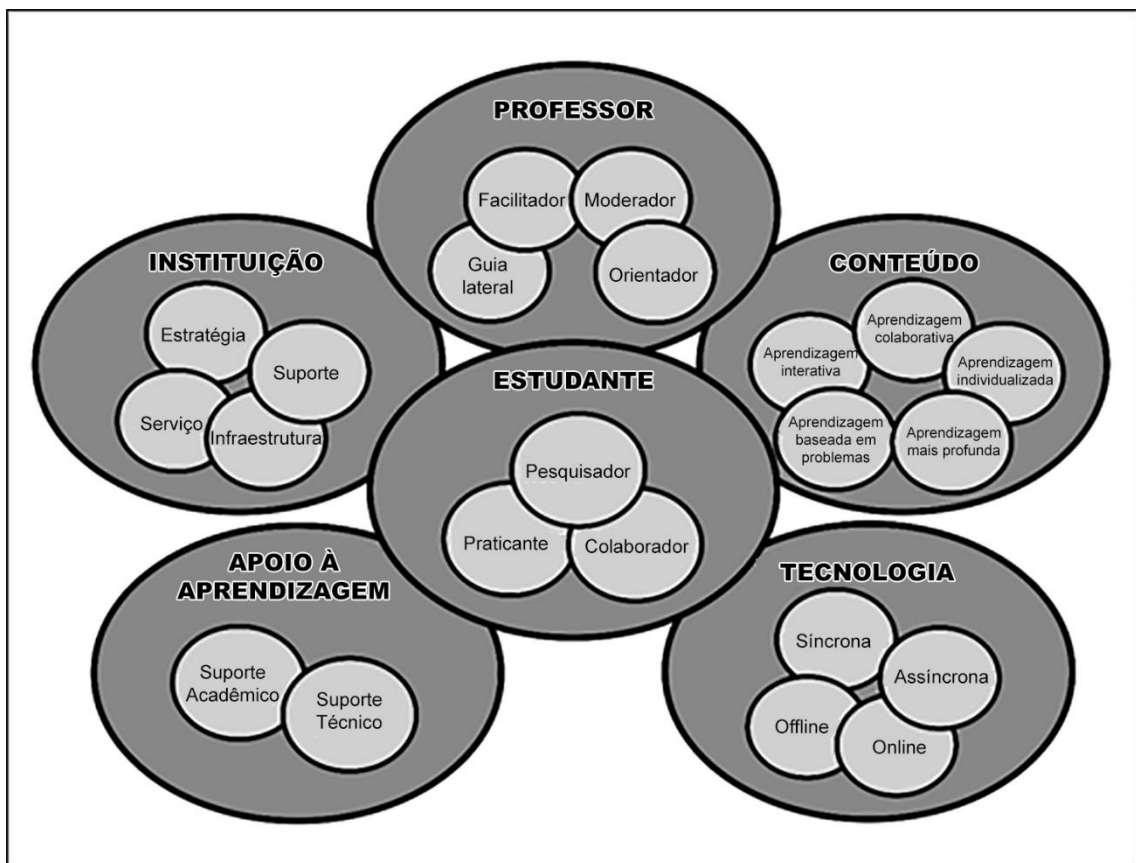 PROFESSOR
Facilitador
Moderador
Guia
lateral
Orientador
INSTITUIÇÃO
Estratégia
Suporte
Serviço
Infraestrutura
CONTEÚDO
Aprendizagem
colaborativa
Aprendizagem
interativa
Aprendizagem
individualizada
Aprendizagem
baseada em
problemas
Aprendizagem
mais profunda
ESTUDANTE
Pesquisador
Praticante
Colaborador
APOIO À
APRENDIZAGEM
Suporte
Acadêmico
Suporte
Técnico
TECNOLOGIA
Síncrona
Assíncrona
Offline
Online